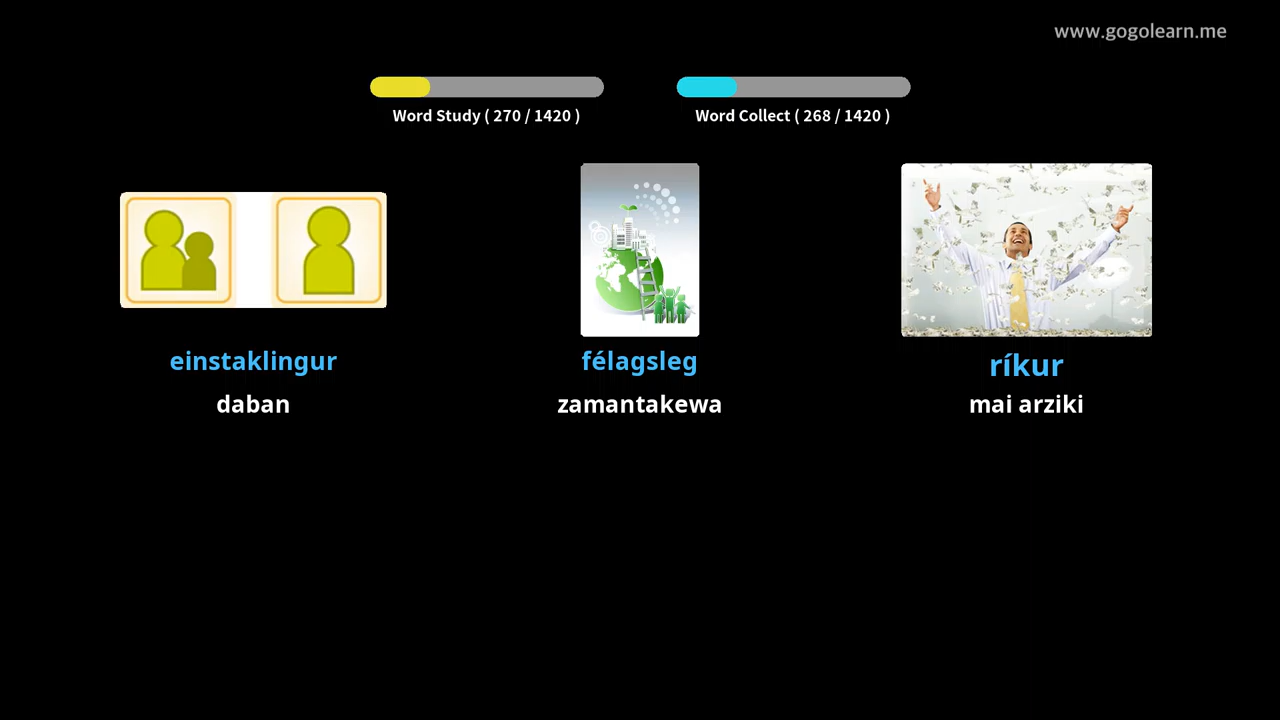 www.gogolearn.me
Word Study ( 270 / 1420 )
Word Collect ( 268 / 1420 )
einstaklingur
félagsleg
ríkur
daban
zamantakewa
mai arziki